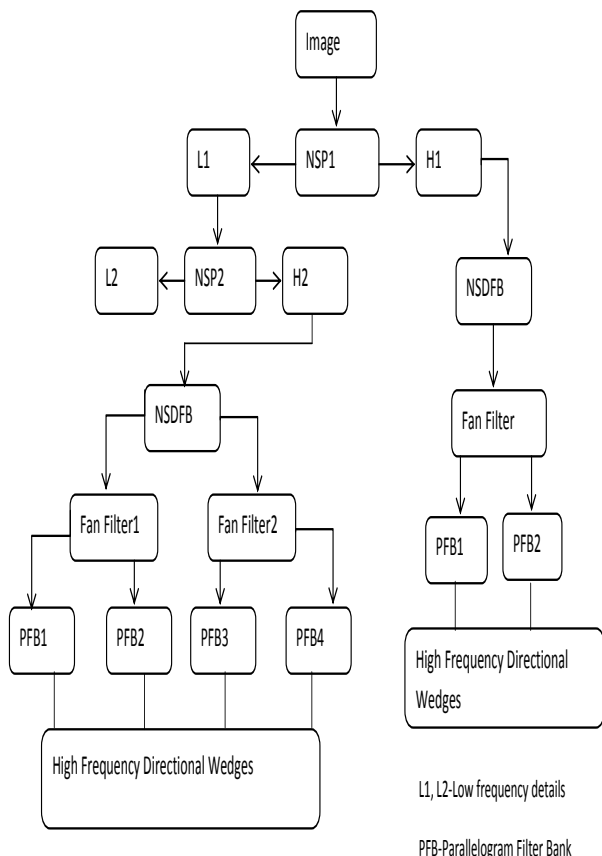 Image
L1
NSP1
H1
L2
NSP2
H2
NSDFB
NSDFB
Fan Filter
Fan Filter1
Fan Filter2
PFB1
PFB2
PFB1
PFB2
PFB3
PFB4
High Frequency Directional
Wedges
High Frequency Directional Wedges
L1, L2-Low frequency details
PFB-Parallelogram Filter Bank